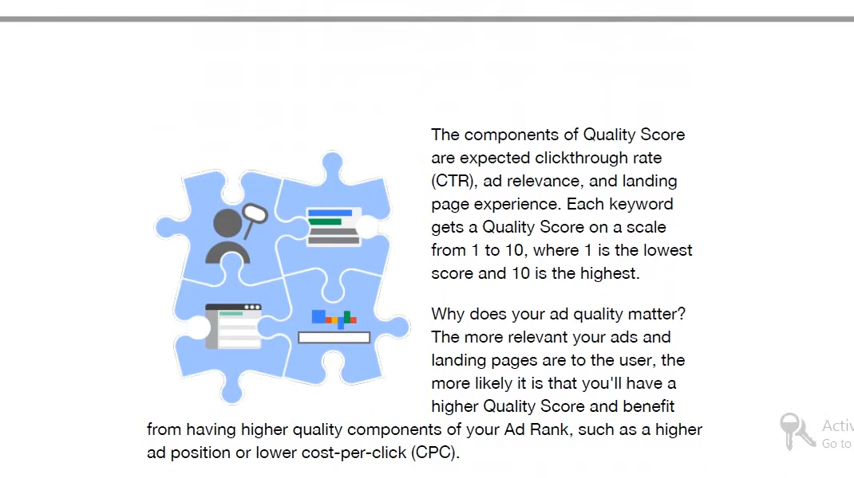 The components of Quality Score
are expected clickthrough rate
(CTR), ad relevance, and landing
page experience. Each keyword
gets a Quality Score on a scale
from 1 to 10, where 1 is the lowest
score and 10 is the highest.
Why does your ad quality matter?
The more relevant your ads and
landing pages are to the user, the
more likely it is that you'll have a
higher Quality Score and benefit
from having higher quality components of your Ad Rank, such as a higher
ad position or lower cost-per-click (CPC).
Activ
Go to